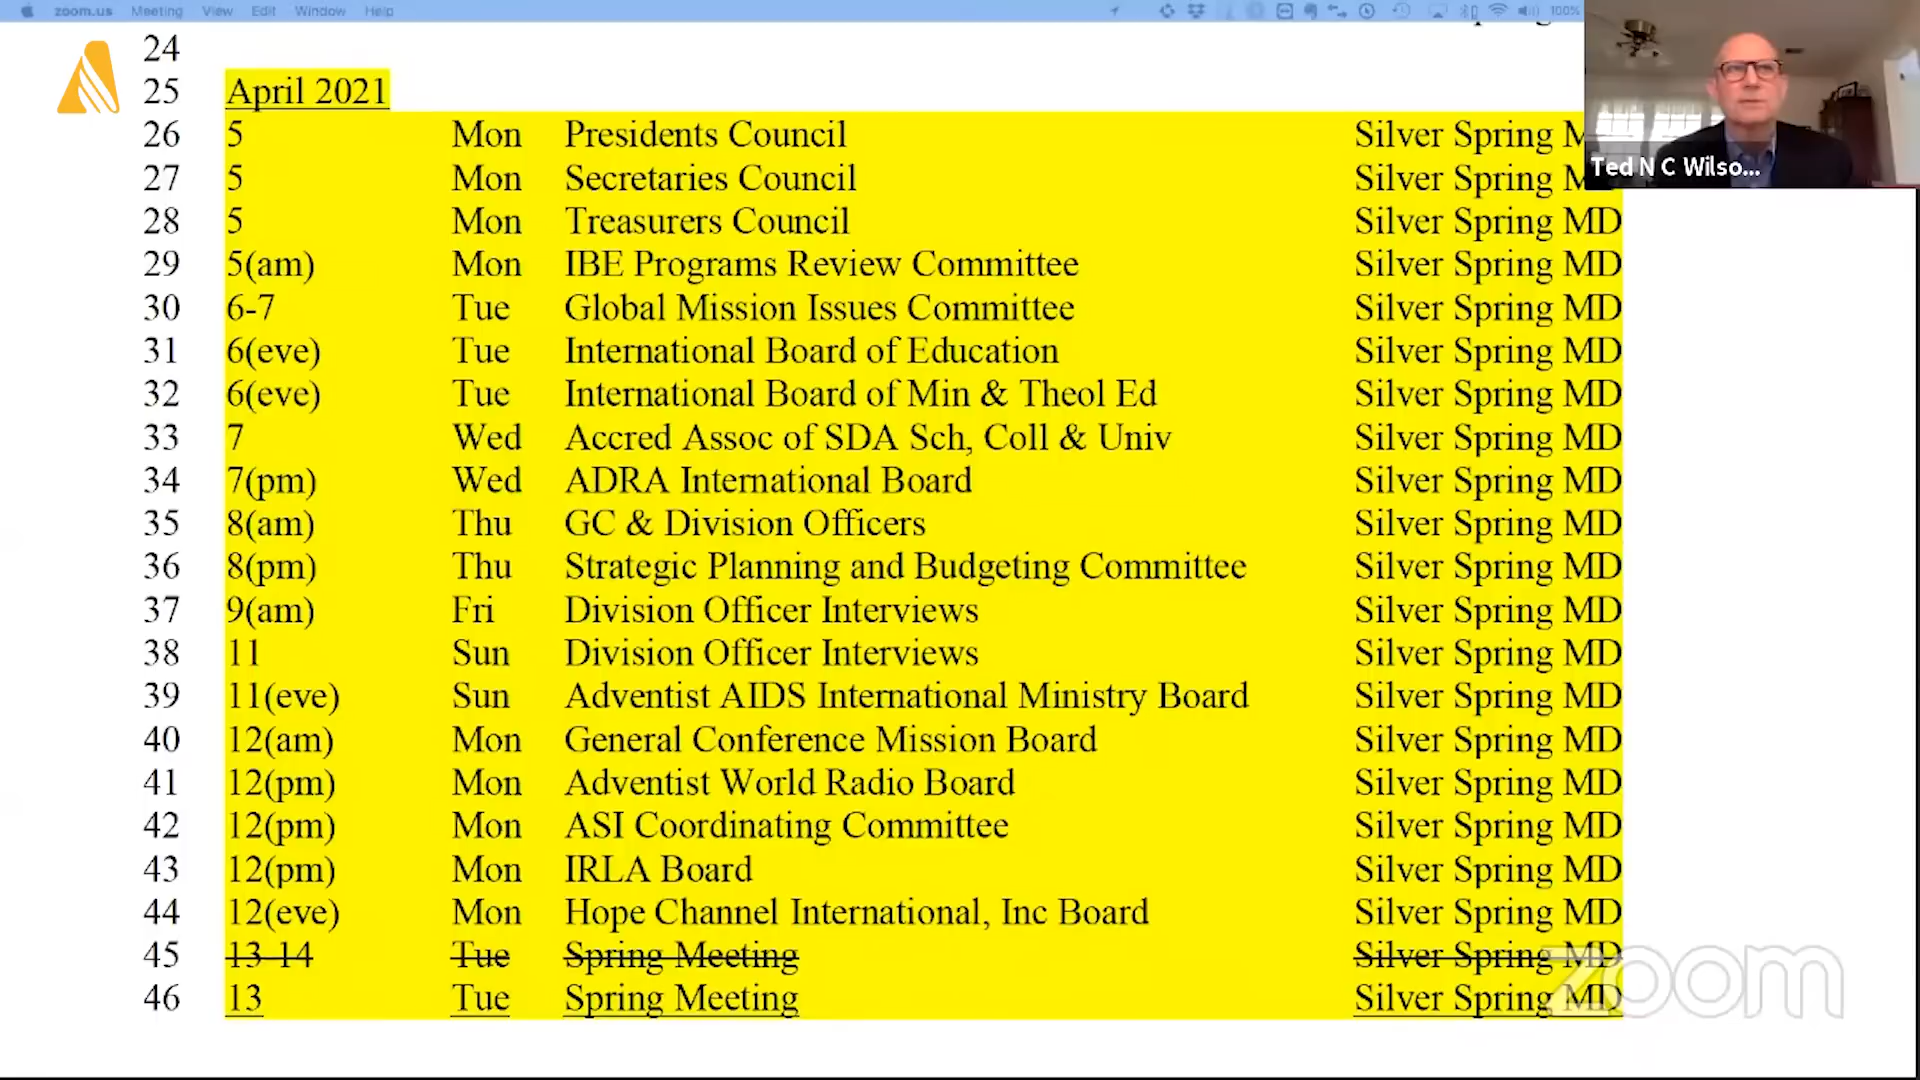 zoom.us Meeting View Edit Window Help 100%
24
25 April 2021
26 5 Mon Presidents Council Silver Spring M
27 5 Mon Secretaries Council Silver Spring M
28 5 Mon Treasurers Council Silver Spring MD
29 5(am) Mon IBE Programs Review Committee Silver Spring MD
30 6-7 Tue Global Mission Issues Committee Silver Spring MD
31 6(eve) Tue International Board of Education Silver Spring MD
32 6(eve) Tue International Board of Min & Theol Ed Silver Spring MD
33 7 Wed Accred Assoc of SDA Sch, Coll & Univ Silver Spring MD
34 7(pm) Wed ADRA International Board Silver Spring MD
35 8(am) Thu GC & Division Officers Silver Spring MD
36 8(pm) Thu Strategic Planning and Budgeting Committee Silver Spring MD
37 9(am) Fri Division Officer Interviews Silver Spring MD
38 11 Sun Division Officer Interviews Silver Spring MD
39 11(eve) Sun Adventist AIDS International Ministry Board Silver Spring MD
40 12(am) Mon General Conference Mission Board Silver Spring MD
41 12(pm) Mon Adventist World Radio Board Silver Spring MD
42 12(pm) Mon ASI Coordinating Committee Silver Spring MD
43 12(pm) Mon IRLA Board Silver Spring MD
44 12(eve) Mon Hope Channel International, Inc Board Silver Spring MD
45 13-14 Tue Spring Meeting Silver Spring MD
46 13 Tue Spring Meeting Silver Spring MD
Ted N C Wilso...
zoom